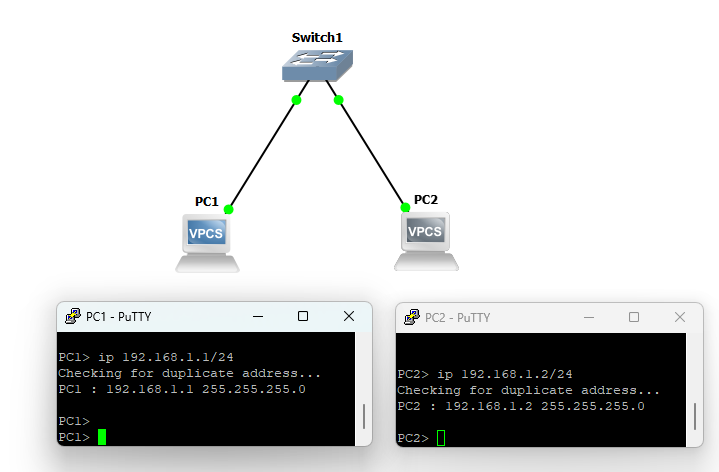 Switch1
PC1
PC2
VPCS
VPCS
PC1 - PuTTY
PC1> ip 192.168.1.1/24
Checking for duplicate address...
PC1 : 192.168.1.1 255.255.255.0
PC1>
PC1>
PC2 - PuTTY
PC2> ip 192.168.1.2/24
Checking for duplicate address...
PC2 : 192.168.1.2 255.255.255.0
PC2>